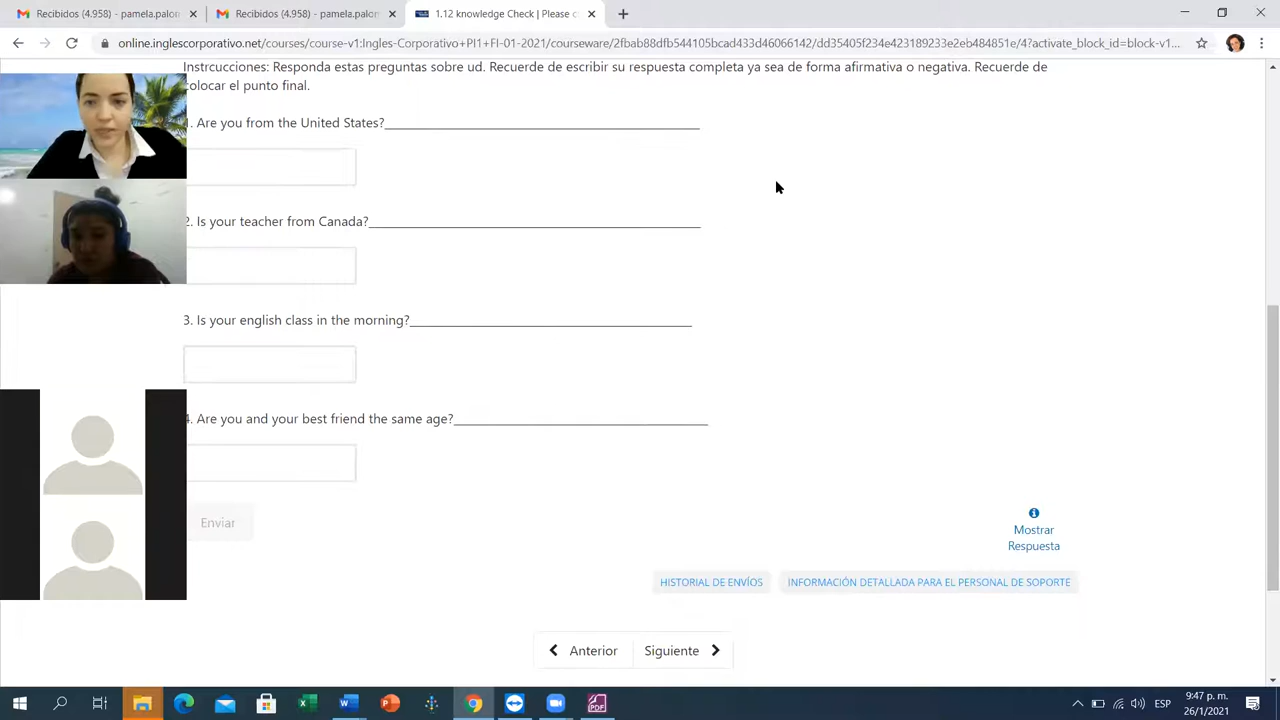 Recibidos (4.958) - pamela.palon
Recibidos (4.958) - pamela.palon
1.12 knowledge Check | Please c
online.inglescorporativo.net/courses/course-v1:Ingles-Corporativo+PI1+FI-01-2021/courseware/2fbab88dfb544105bcad433d46066142/dd35405f234e423189233e2eb484851e/4?activate_block_id=block-v1...
Instrcucciones: Responda estas preguntas sobre ud. Recuerde de escribir su respuesta completa ya sea de forma afirmativa o negativa. Recuerde de
colocar el punto final.
1. Are you from the United States?
2. Is your teacher from Canada?
3. Is your english class in the morning?
4. Are you and your best friend the same age?
Enviar
Mostrar
Respuesta
HISTORIAL DE ENVÍOS
INFORMACIÓN DETALLADA PARA EL PERSONAL DE SOPORTE
Anterior
Siguiente
ESP
9:47 p. m.
26/1/2021